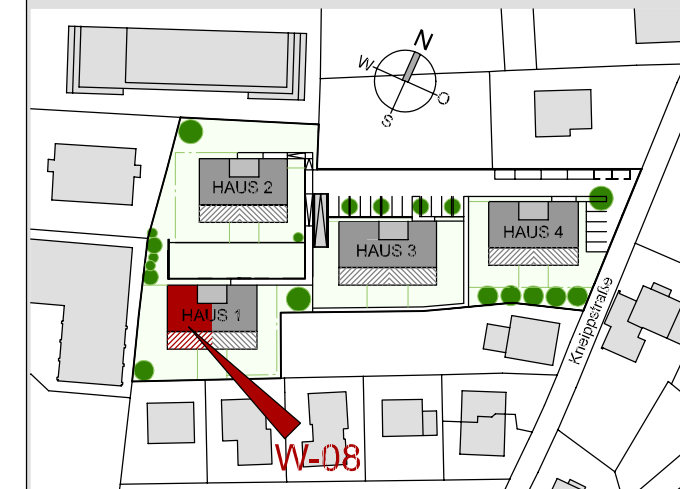 N
W
O
S
HAUS 2
HAUS 3
HAUS 4
HAUS 1
Kneippstraße
W-08